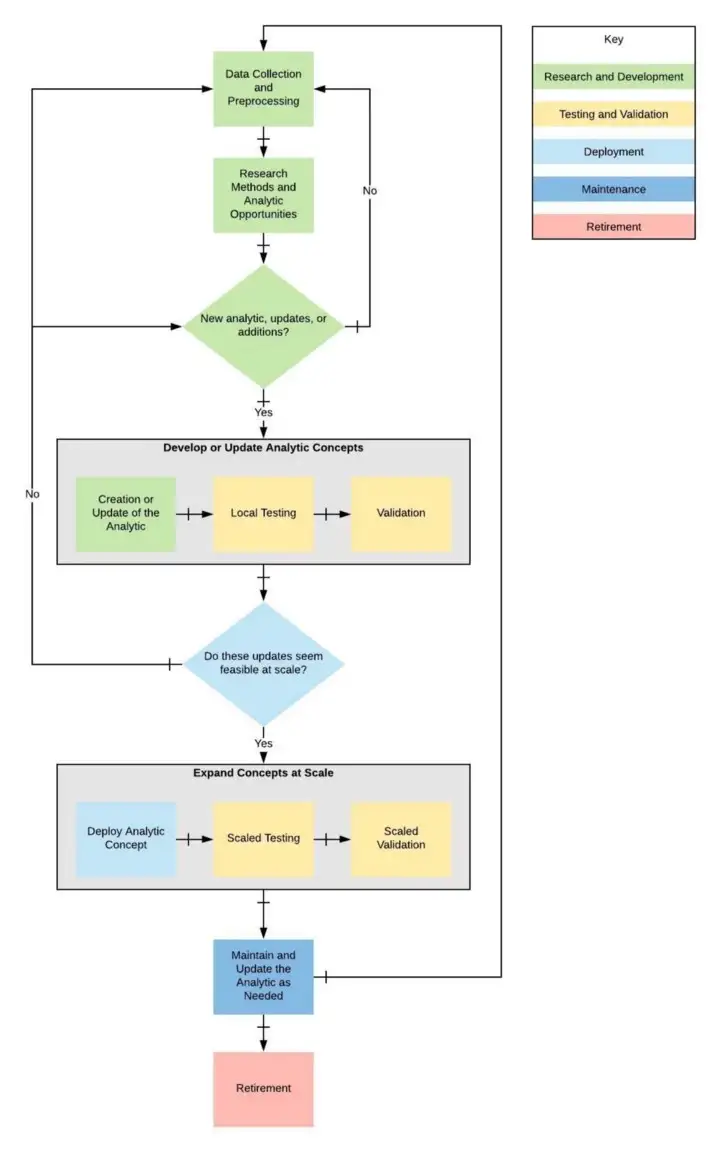 Key
Research and Development
Testing and Validation
Deployment
Maintenance
Retirement
Data Collection
and
Preprocessing
Research
Methods and
Analytic
Opportunities
No
New analytic, updates, or
additions?
Yes
Develop or Update Analytic Concepts
Creation or
Update of the
Analytic
Local Testing
Validation
No
Do these updates seem
feasible at scale?
Yes
Expand Concepts at Scale
Deploy Analytic
Concept
Scaled Testing
Scaled
Validation
Maintain and
Update the
Analytic as
Needed
Retirement